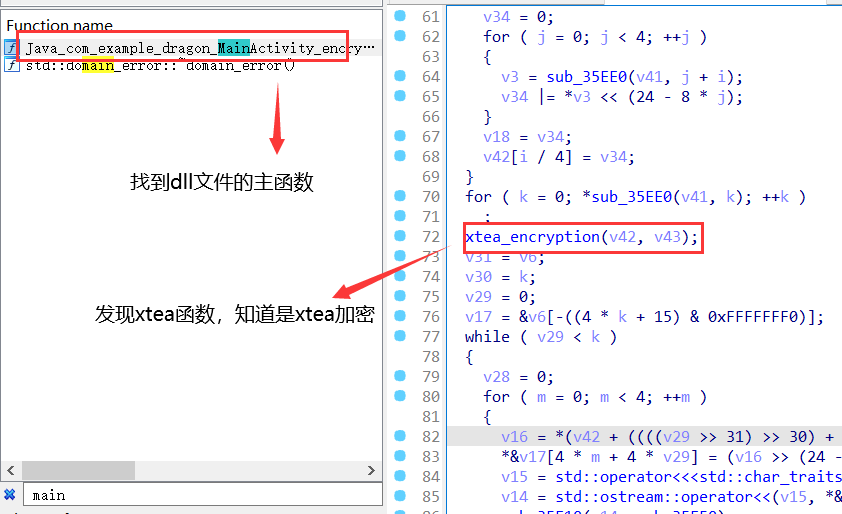 Function name
f Java_com_example_dragon_MainActivity_encry…
f std::domain_error::~domain_error()
找到dll文件的主函数
发现xtea函数，知道是xtea加密
main
61 v34 = 0;
62 for ( j = 0; j < 4; ++j )
63 {
64 v3 = sub_35EE0(v41, j + i);
65 v34 |= *v3 << (24 - 8 * j);
66 }
67 v18 = v34;
68 v42[i / 4] = v34;
69 }
70 for ( k = 0; *sub_35EE0(v41, k); ++k )
71 ;
72 xtea_encryption(v42, v43);
73 v31 = v6;
74 v30 = k;
75 v29 = 0;
76 v17 = &v6[-((4 * k + 15) & 0xFFFFFFF0)];
77 while ( v29 < k )
78 {
79 v28 = 0;
80 for ( m = 0; m < 4; ++m )
81 {
82 v16 = *(v42 + ((((v29 >> 31) >> 30) +
83 *&v17[4 * m + 4 * v29] = (v16 >> (24 -
84 v15 = std::operator<<<std::char_traits
85 v14 = std::ostream::operator<<(v15, *&